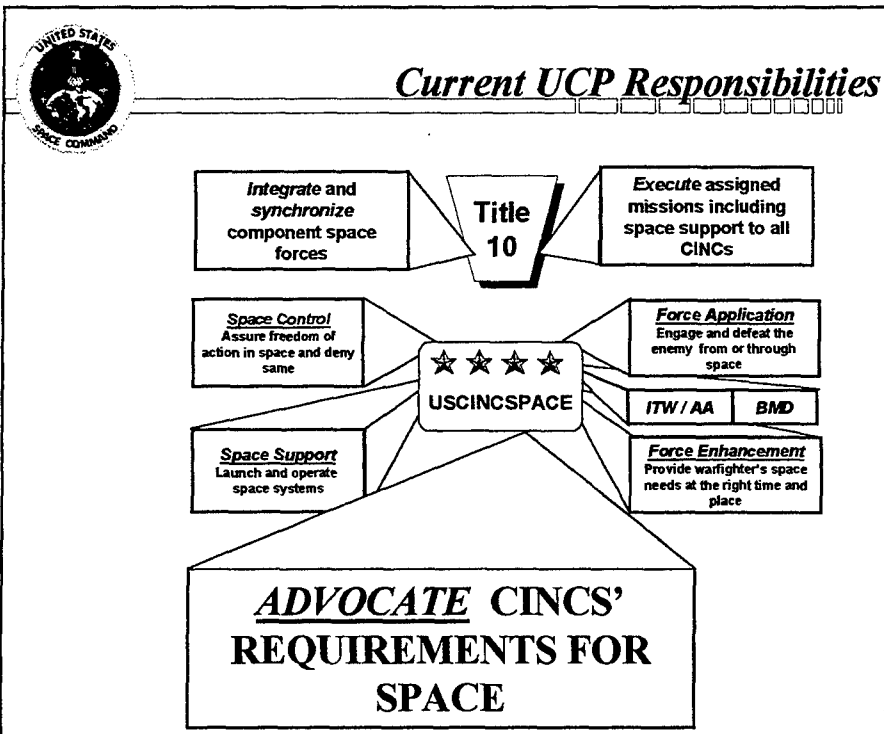 UNITED STATES
SPACE COMMAND
Current UCP Responsibilities
Integrate and
synchronize
component space
forces
Title
10
Execute assigned
missions including
space support to all
CINCs
Space Control
Assure freedom of
action in space and deny
same
Force Application
Engage and defeat the
enemy from or through
space
USCINCSPACE
ITW / AA
BMD
Space Support
Launch and operate
space systems
Force Enhancement
Provide warfighter's space
needs at the right time and
place
ADVOCATE CINCS'
REQUIREMENTS FOR
SPACE